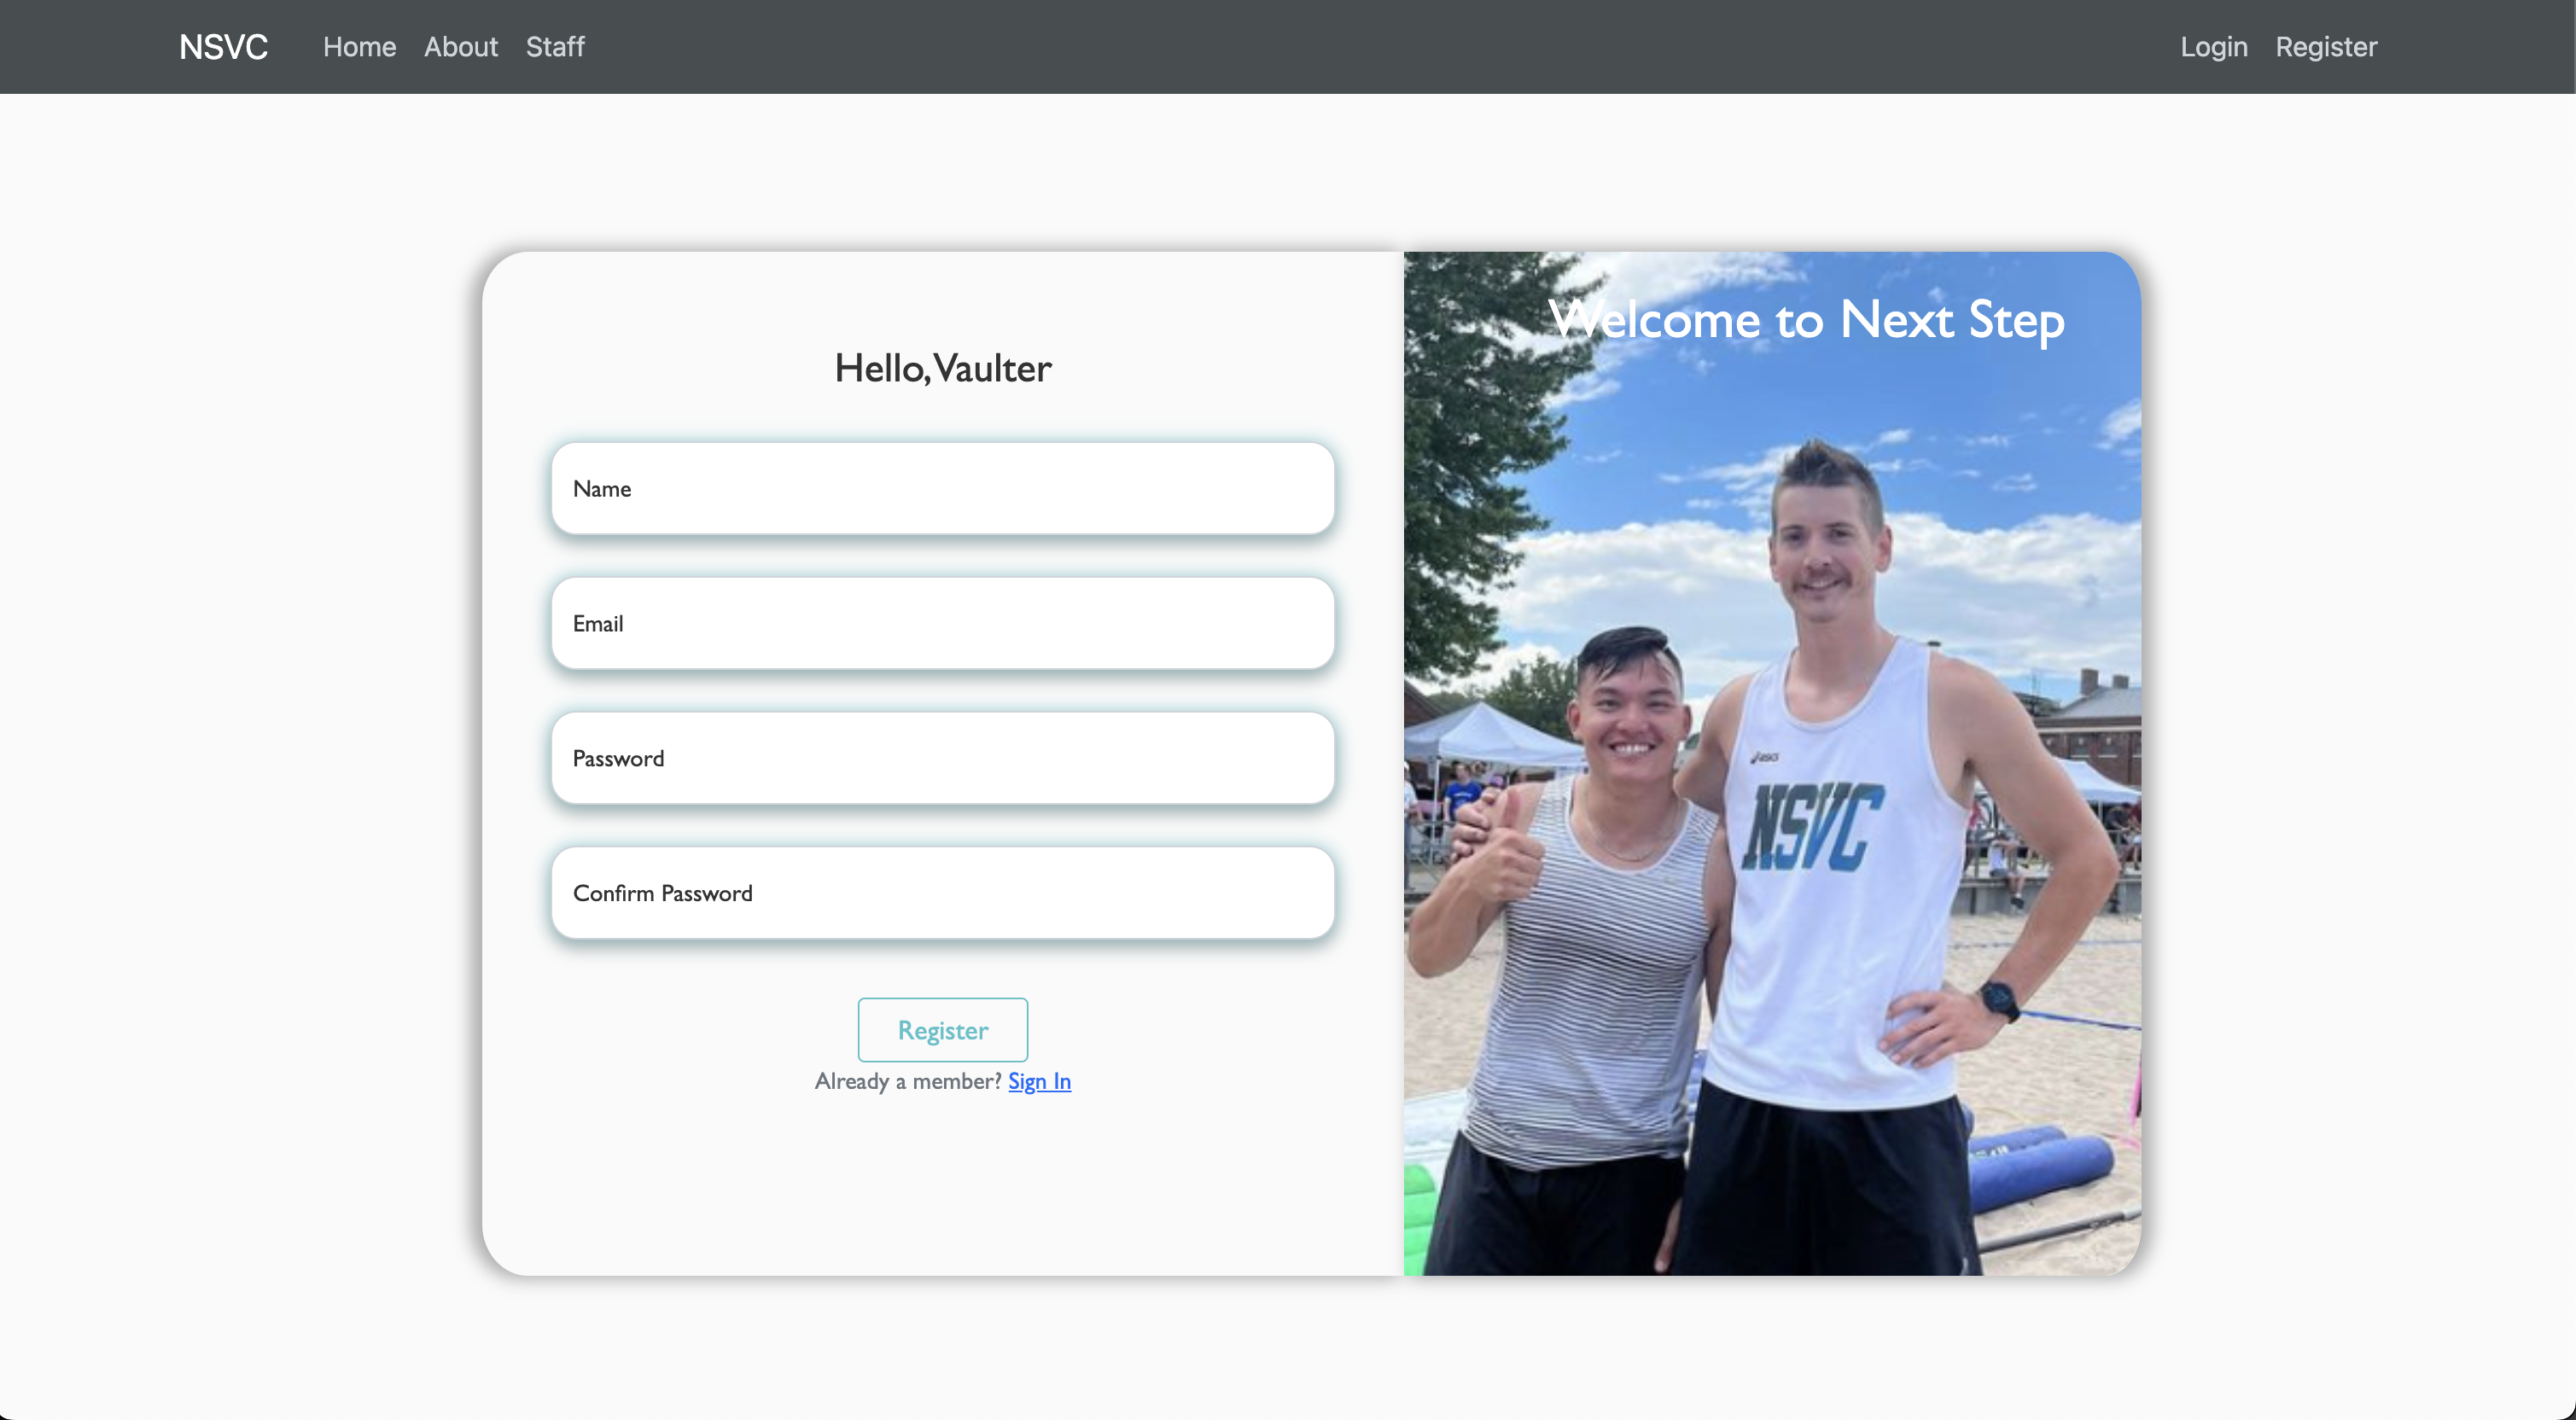 NSVC Home About Staff Login Register
Hello, Vaulter
Name
Email
Password
Confirm Password
Register
Already a member? Sign In
Welcome to Next Step
asics
NSVC